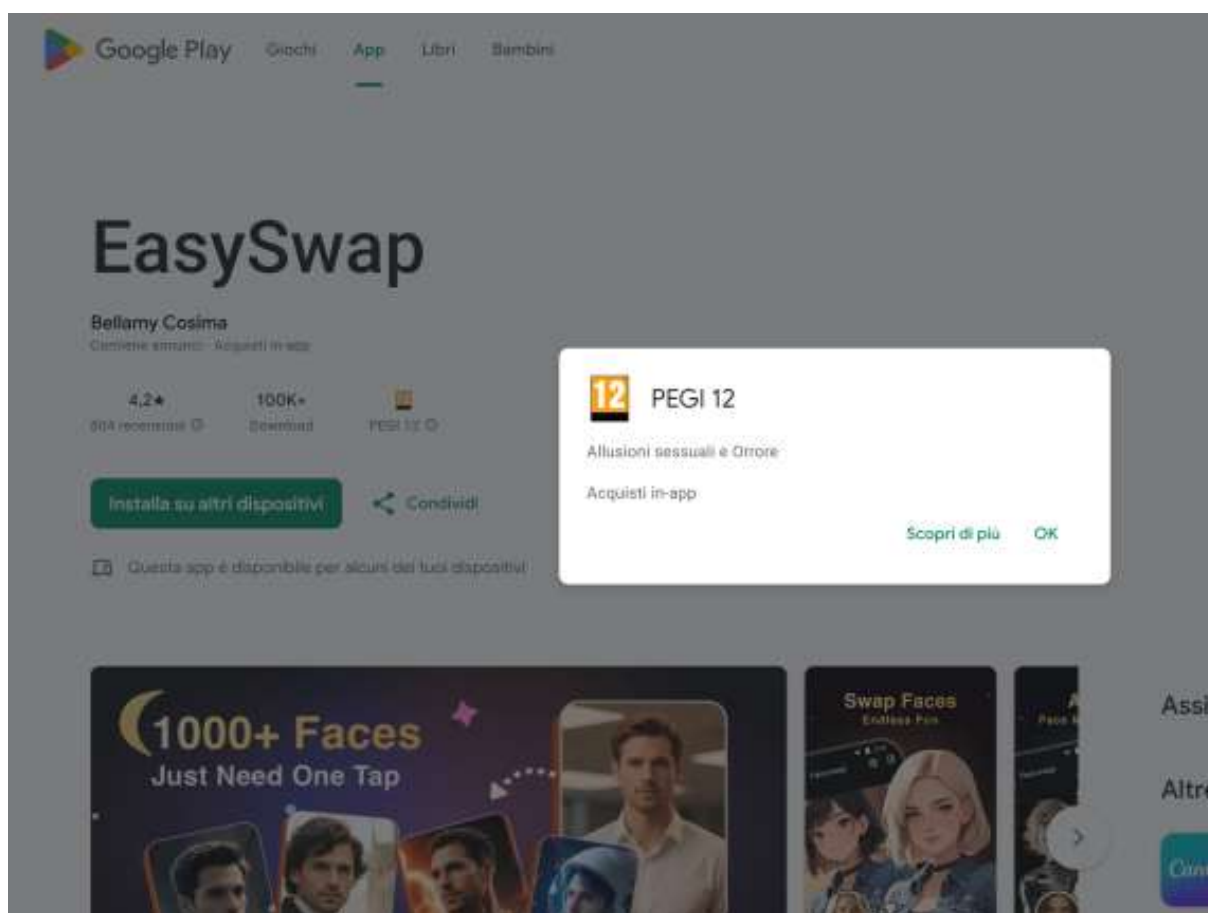 Google Play Giochi App Libri Bambini
EasySwap
Bellamy Cosima
Contiene annunci · Acquisti in-app
4,2★ 100K+
recensioni Download PEGI 12
12 PEGI 12
Allusioni sessuali e Orrore
Acquisti in-app
Scopri di più OK
Installa su altri dispositivi Condividi
Questa app è disponibile per alcuni dei tuoi dispositivi
1000+ Faces
Just Need One Tap
Swap Faces
Endless Fun
Assi
Altre